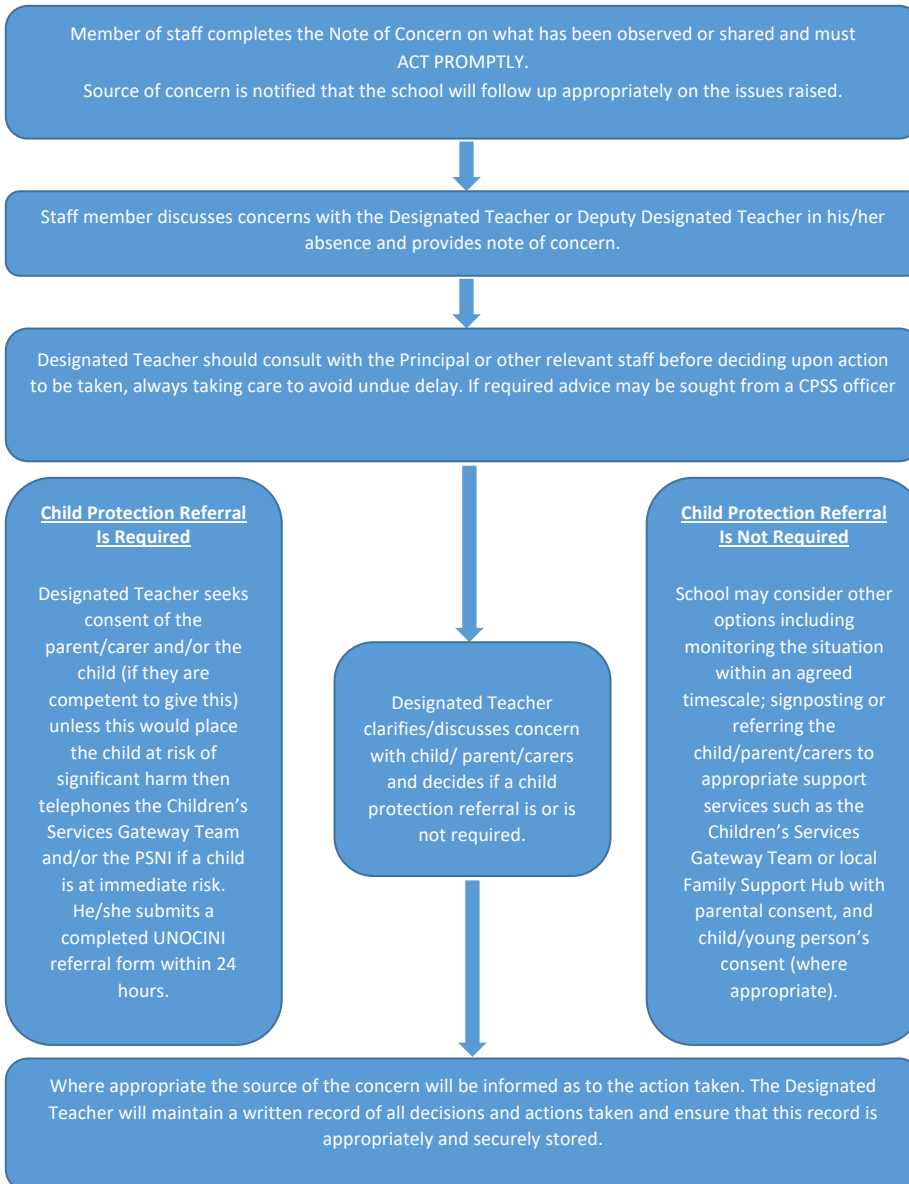 Member of staff completes the Note of Concern on what has been observed or shared and must
ACT PROMPTLY.
Source of concern is notified that the school will follow up appropriately on the issues raised.
Staff member discusses concerns with the Designated Teacher or Deputy Designated Teacher in his/her
absence and provides note of concern.
Designated Teacher should consult with the Principal or other relevant staff before deciding upon action
to be taken, always taking care to avoid undue delay. If required advice may be sought from a CPSS officer
Child Protection Referral
Is Required
Designated Teacher seeks
consent of the
parent/carer and/or the
child (if they are
competent to give this)
unless this would place
the child at risk of
significant harm then
telephones the Children’s
Services Gateway Team
and/or the PSNI if a child
is at immediate risk.
He/she submits a
completed UNOCINI
referral form within 24
hours.
Designated Teacher
clarifies/discusses concern
with child/ parent/carers
and decides if a child
protection referral is or is
not required.
Child Protection Referral
Is Not Required
School may consider other
options including
monitoring the situation
within an agreed
timescale; signposting or
referring the
child/parent/carers to
appropriate support
services such as the
Children’s Services
Gateway Team or local
Family Support Hub with
parental consent, and
child/young person’s
consent (where
appropriate).
Where appropriate the source of the concern will be informed as to the action taken. The Designated
Teacher will maintain a written record of all decisions and actions taken and ensure that this record is
appropriately and securely stored.